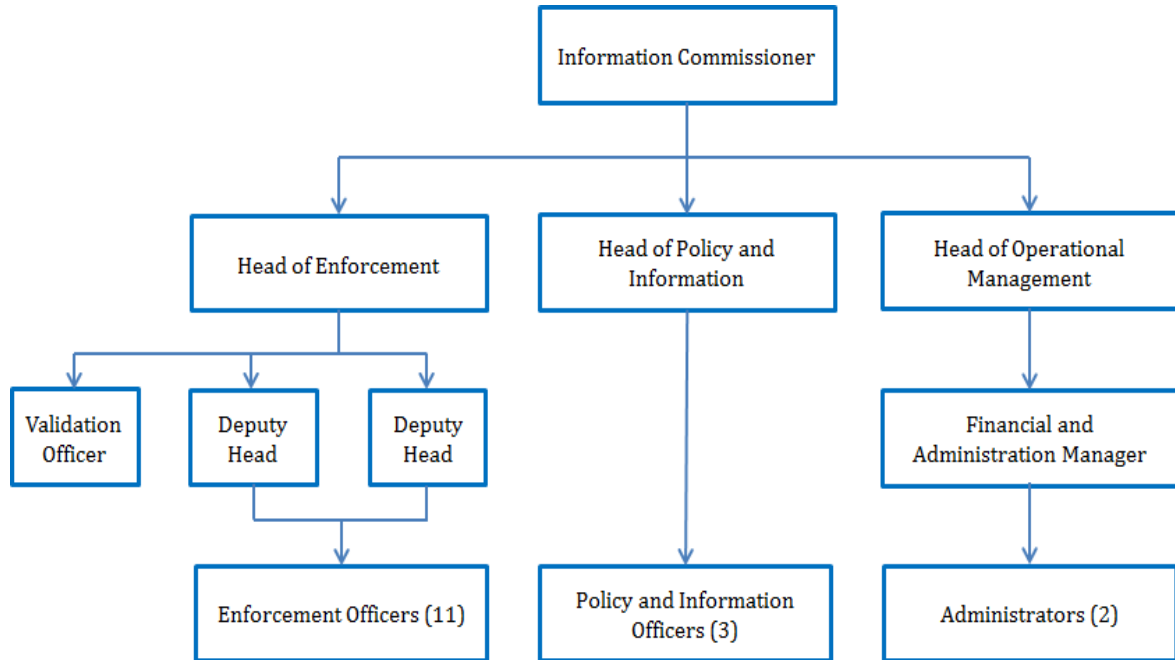 Information Commissioner
Head of Enforcement
Head of Policy and
Information
Head of Operational
Management
Validation
Officer
Deputy
Head
Deputy
Head
Financial and
Administration Manager
Enforcement Officers (11)
Policy and Information
Officers (3)
Administrators (2)